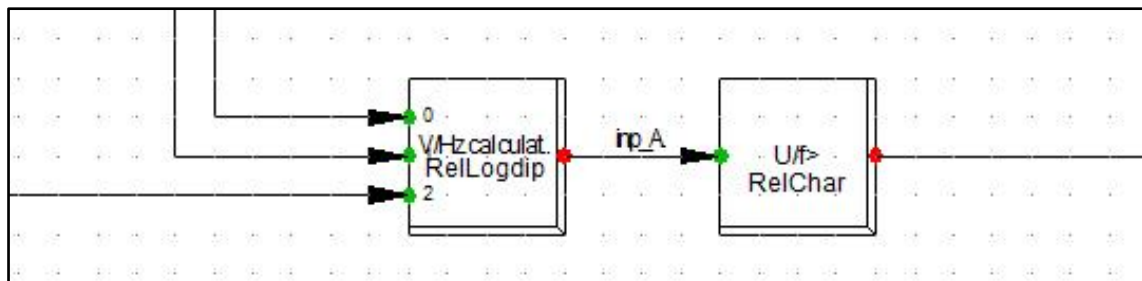 0
V/Hz calculat.
RelLogdip
2
inp_A
U/f>
RelChar